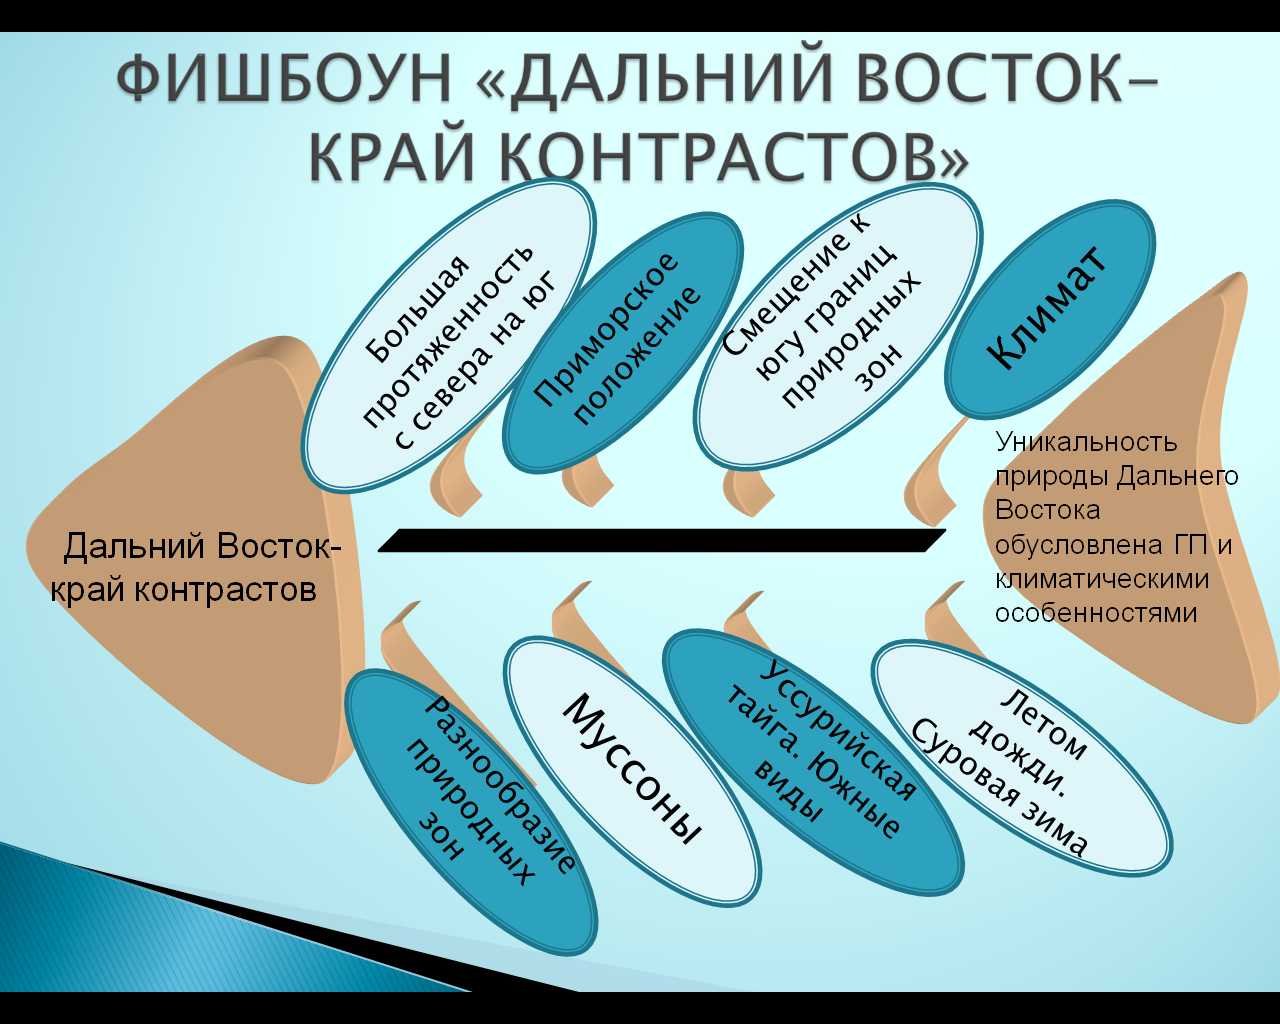 ФИШБОУН «ДАЛЬНИЙ ВОСТОК-
КРАЙ КОНТРАСТОВ»
Большая
протяженность
с севера на юг
Приморское
положение
Смещение к
югу границ
природных
зон
Климат
Дальний Восток-
край контрастов
Уникальность
природы Дальнего
Востока
обусловлена ГП и
климатическими
особенностями
Разнообразие
природных
зон
Муссоны
Уссурийская
тайга. Южные
виды
Летом
дожди.
Суровая зима